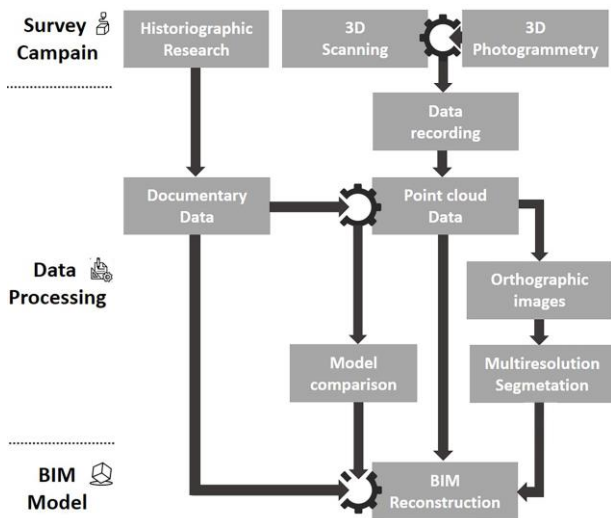 Survey
Campain
Historiographic
Research
3D
Scanning
3D
Photogrammetry
Data
recording
Documentary
Data
Point cloud
Data
Data
Processing
Orthographic
images
Model
comparison
Multiresolution
Segmetation
BIM
Model
BIM
Reconstruction